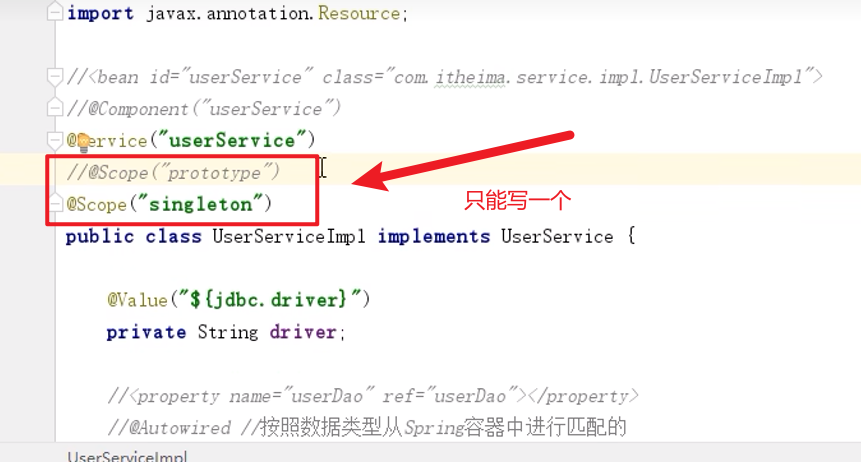 import javax.annotation.Resource;
//<bean id="userService" class="com.itheima.service.impl.UserServiceImpl">
//@Component("userService")
@Service("userService")
//@Scope("prototype")
@Scope("singleton")
只能写一个
public class UserServiceImpl implements UserService {
@Value("${jdbc.driver}")
private String driver;
//<property name="userDao" ref="userDao"></property>
//@Autowired //按照数据类型从Spring容器中进行匹配的
UserServiceImpl